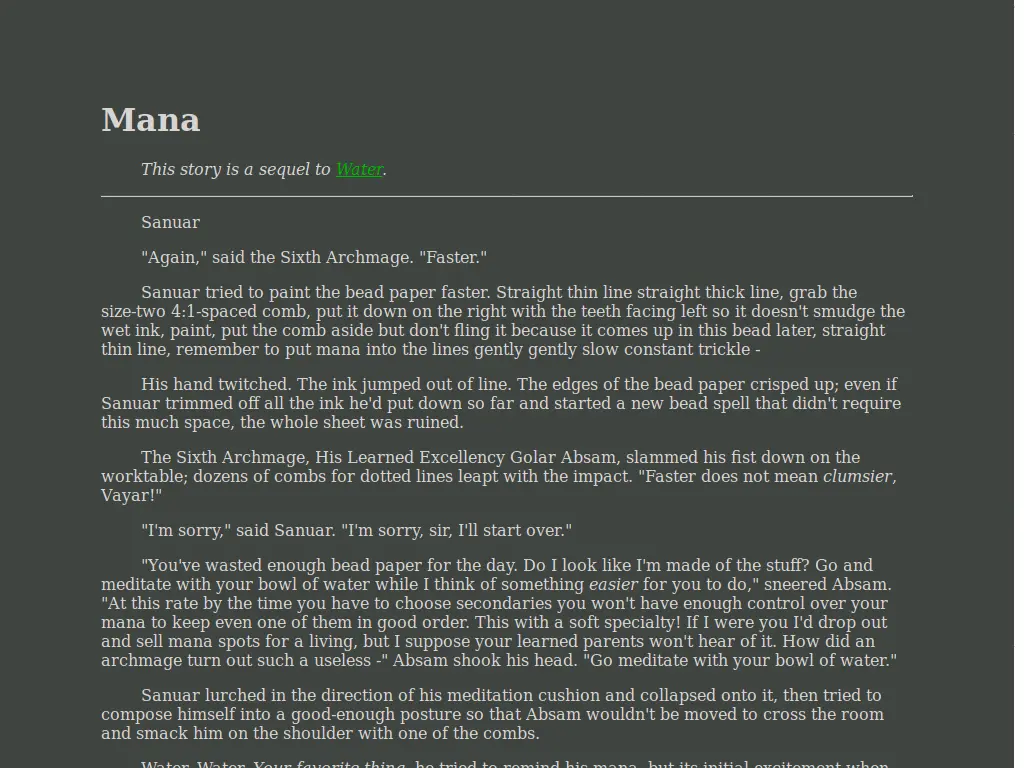 Mana
This story is a sequel to Water.
Sanuar
"Again," said the Sixth Archmage. "Faster."
Sanuar tried to paint the bead paper faster. Straight thin line straight thick line, grab the
size-two 4:1-spaced comb, put it down on the right with the teeth facing left so it doesn't smudge the
wet ink, paint, put the comb aside but don't fling it because it comes up in this bead later, straight
thin line, remember to put mana into the lines gently gently slow constant trickle -
His hand twitched. The ink jumped out of line. The edges of the bead paper crisped up; even if
Sanuar trimmed off all the ink he'd put down so far and started a new bead spell that didn't require
this much space, the whole sheet was ruined.
The Sixth Archmage, His Learned Excellency Golar Absam, slammed his fist down on the
worktable; dozens of combs for dotted lines leapt with the impact. "Faster does not mean clumsier,
Vayar!"
"I'm sorry," said Sanuar. "I'm sorry, sir, I'll start over."
"You've wasted enough bead paper for the day. Do I look like I'm made of the stuff? Go and
meditate with your bowl of water while I think of something easier for you to do," sneered Absam.
"At this rate by the time you have to choose secondaries you won't have enough control over your
mana to keep even one of them in good order. This with a soft specialty! If I were you I'd drop out
and sell mana spots for a living, but I suppose your learned parents won't hear of it. How did an
archmage turn out such a useless -" Absam shook his head. "Go meditate with your bowl of water."
Sanuar lurched in the direction of his meditation cushion and collapsed onto it, then tried to
compose himself into a good-enough posture so that Absam wouldn't be moved to cross the room
and smack him on the shoulder with one of the combs.
Water. Water. Your favorite thing, he tried to remind his mana, but its initial excitement when